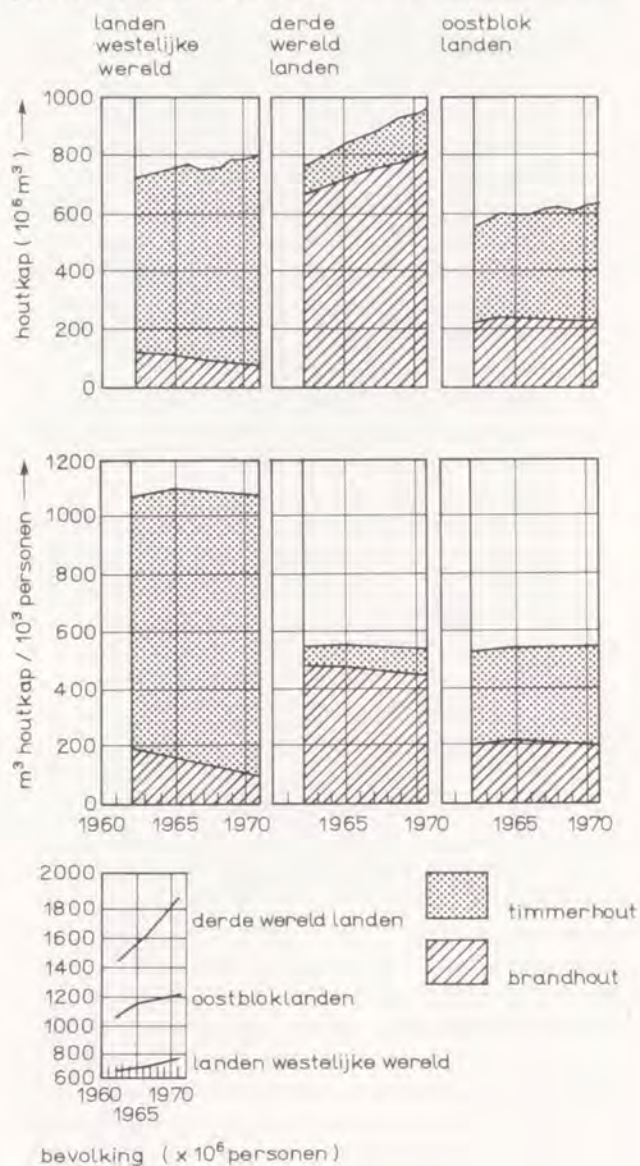 landen westelijke wereld
derde wereld landen
oostblok landen
houtkap (10⁶ m³) →
1000
800
600
400
200
0
m³ houtkap / 10³ personen →
1200
1000
800
600
400
200
0
1960 1965 1970
1965 1970
1965 1970
2000
1800
1600
1400
1200
1000
800
600
derde wereld landen
oostbloklanden
landen westelijke wereld
1960 1970
1965
timmerhout
brandhout
bevolking (x 10⁶ personen)